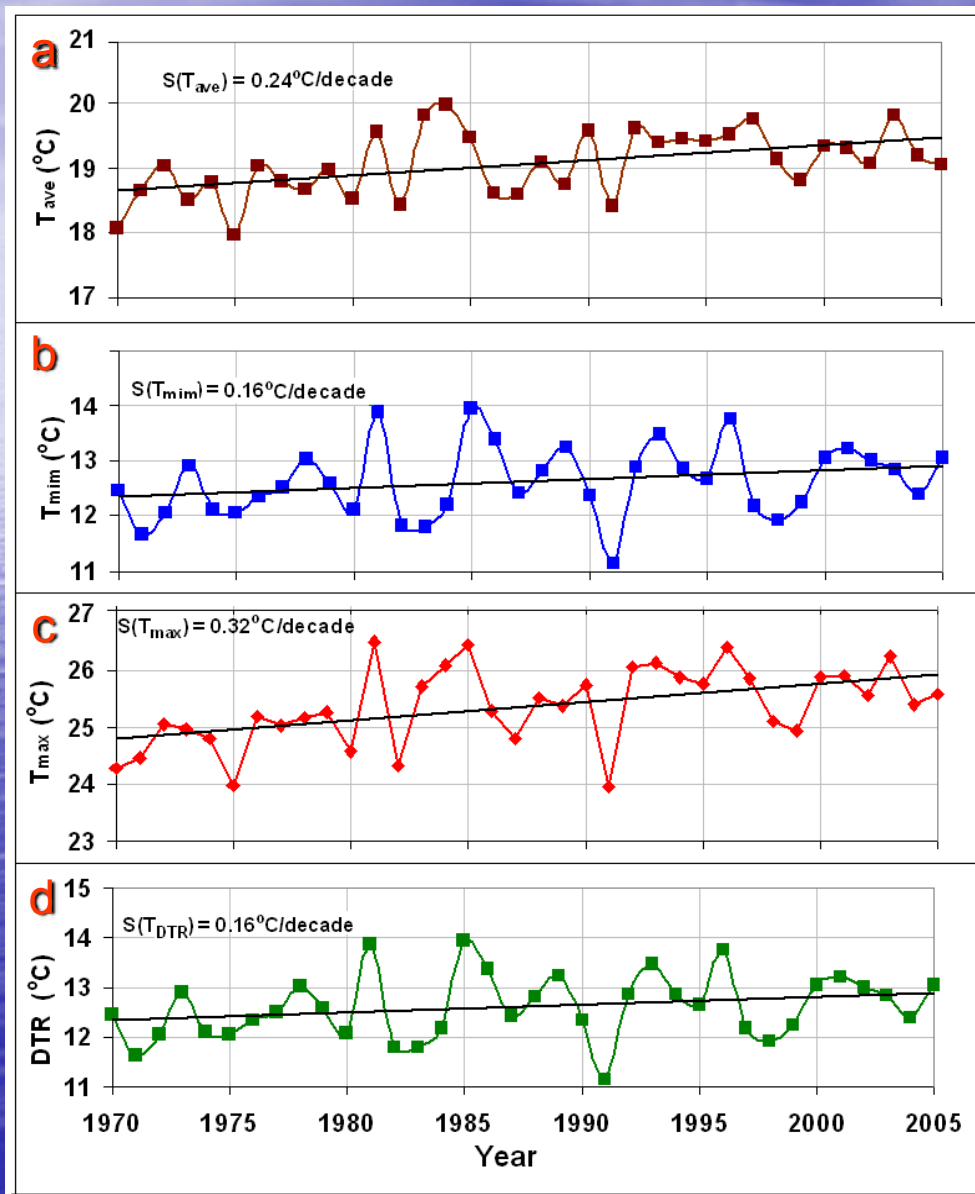 a
S(Tave) = 0.24°C/decade
21
20
19
18
17
Tave (°C)
b
S(Tmim) = 0.16°C/decade
14
13
12
11
Tmim (°C)
c
S(Tmax) = 0.32°C/decade
27
26
25
24
23
Tmax (°C)
d
S(TDTR) = 0.16°C/decade
15
14
13
12
11
DTR (°C)
1970 1975 1980 1985 1990 1995 2000 2005
Year